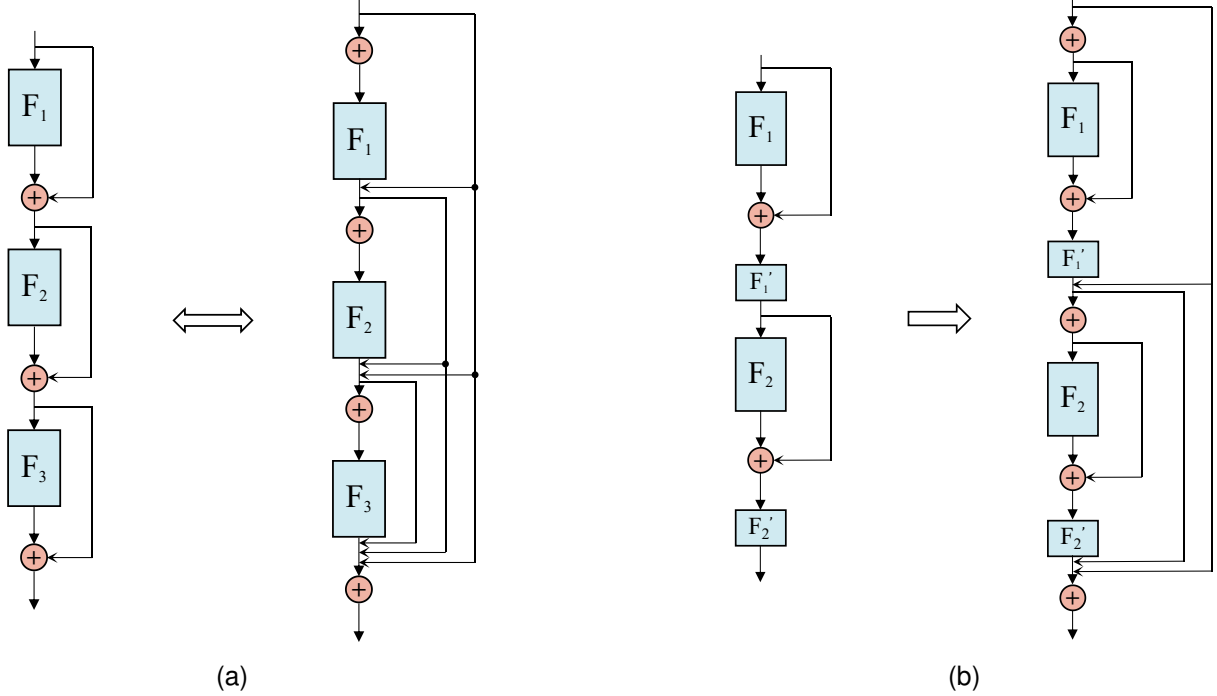 F₁
+
F₂
+
F₃
+
+
F₁
+
F₂
+
F₃
+
(a)
F₁
+
F₁'
F₂
+
F₂'
+
F₁
+
F₁'
+
F₂
+
F₂'
+
(b)